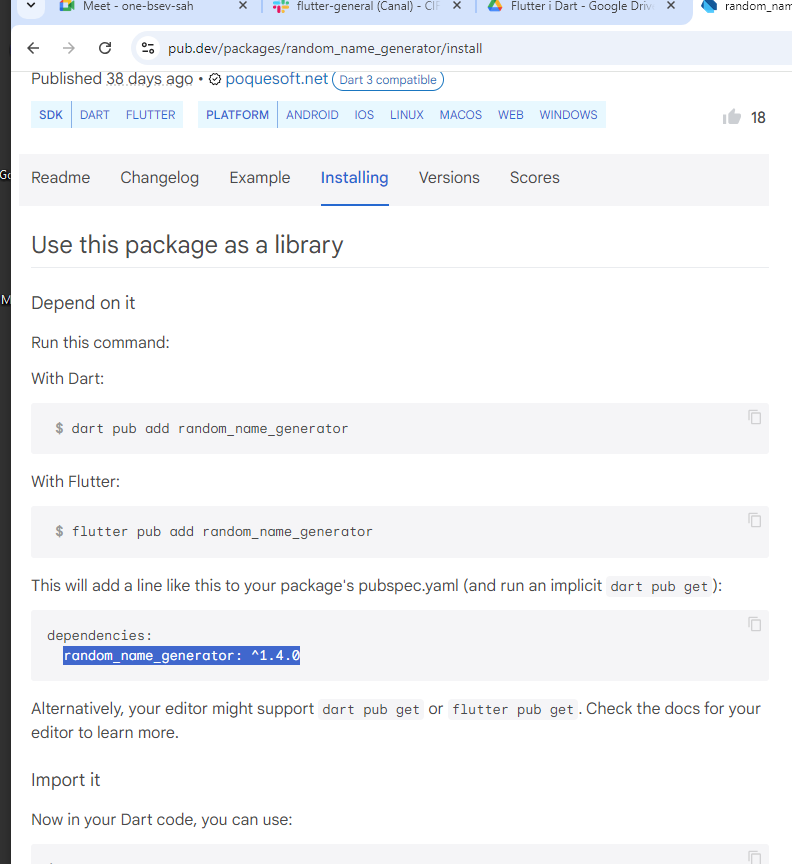 Meet - one-bsev-sah
flutter-general (Canal) - CIF
Flutter i Dart - Google Drive
random_nam
pub.dev/packages/random_name_generator/install
Published 38 days ago • poquesoft.net Dart 3 compatible
SDK DART FLUTTER PLATFORM ANDROID IOS LINUX MACOS WEB WINDOWS
18
Readme Changelog Example Installing Versions Scores
Use this package as a library
Depend on it
Run this command:
With Dart:
$ dart pub add random_name_generator
With Flutter:
$ flutter pub add random_name_generator
This will add a line like this to your package's pubspec.yaml (and run an implicit dart pub get):
dependencies:
random_name_generator: ^1.4.0
Alternatively, your editor might support dart pub get or flutter pub get. Check the docs for your
editor to learn more.
Import it
Now in your Dart code, you can use: